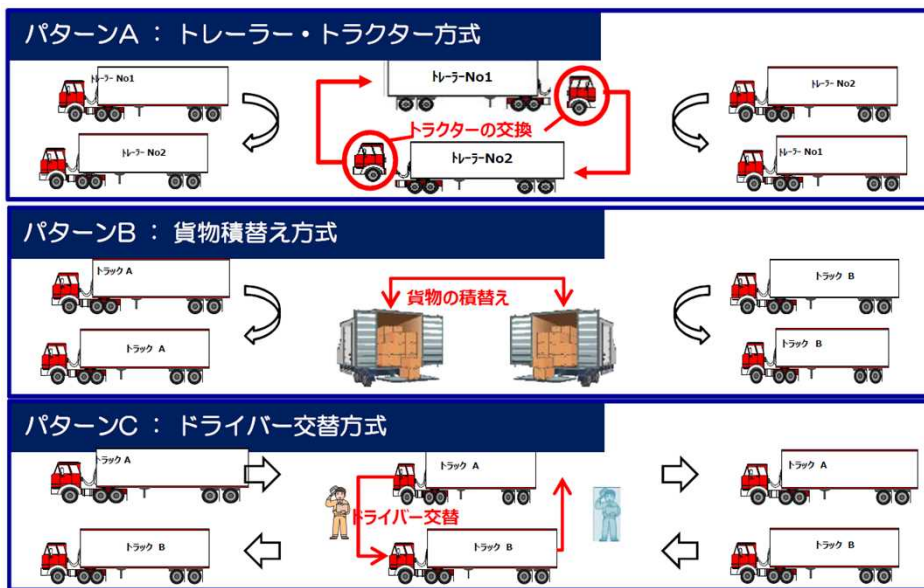 パターンA : トレーラー・トラクター方式
トレーラーNo1
トレーラーNo1
トレーラーNo2
トラクターの交換
トレーラーNo2
トレーラーNo2
トレーラーNo1
パターンB : 貨物積替え方式
トラック A
トラック B
貨物の積替え
トラック A
トラック B
パターンC : ドライバー交替方式
トラック A
トラック A
トラック A
ドライバー交替
トラック B
トラック B
トラック B